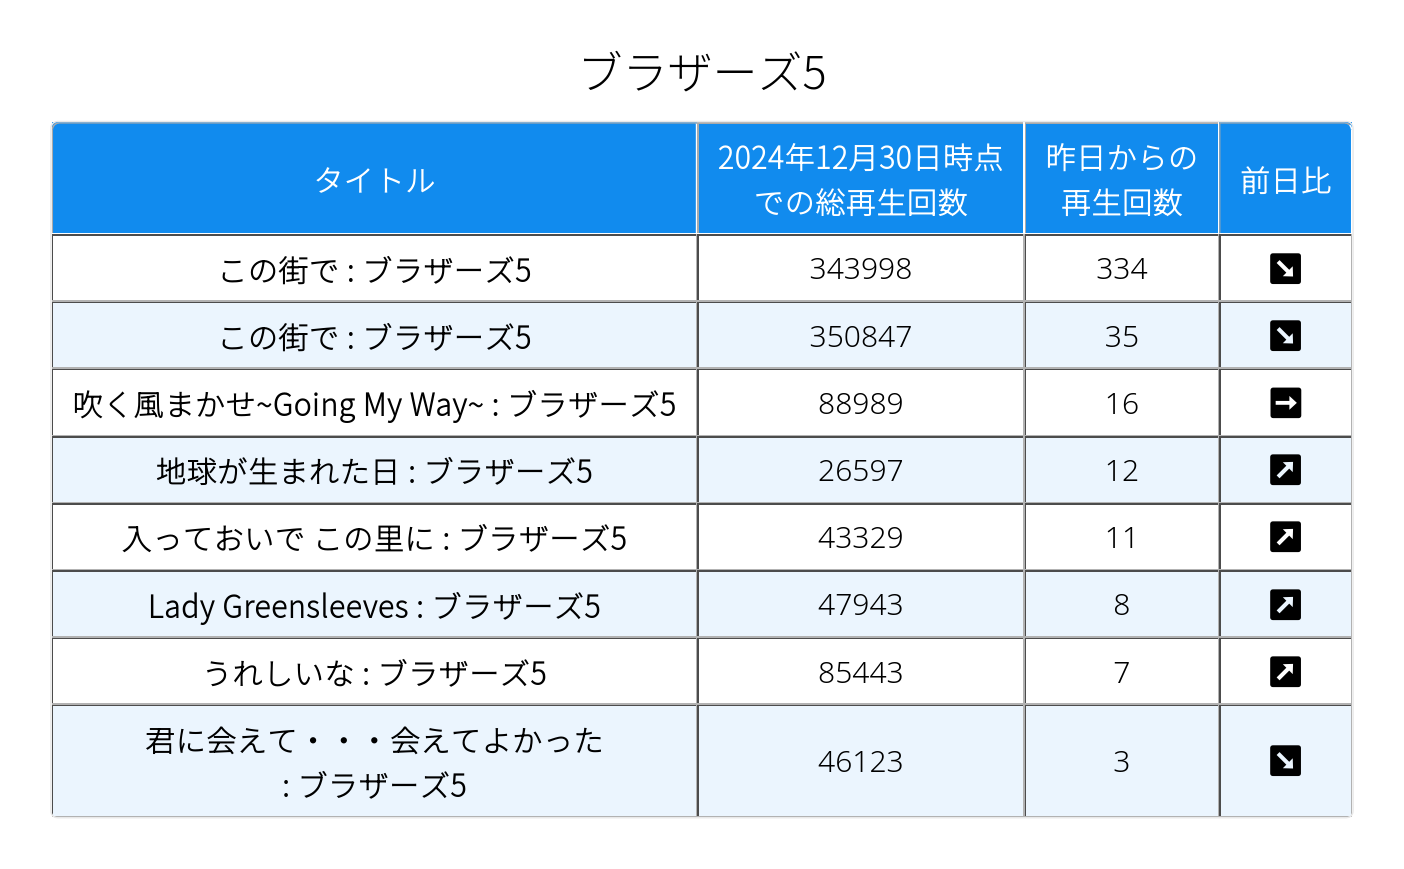 ブラザーズ5
タイトル
2024年12月30日時点
での総再生回数
昨日からの
再生回数
前日比
この街で : ブラザーズ5
343998
334
↘
この街で : ブラザーズ5
350847
35
↘
吹く風まかせ~Going My Way~ : ブラザーズ5
88989
16
➡
地球が生まれた日 : ブラザーズ5
26597
12
↗
入っておいで この里に : ブラザーズ5
43329
11
↗
Lady Greensleeves : ブラザーズ5
47943
8
↗
うれしいな : ブラザーズ5
85443
7
↗
君に会えて・・・会えてよかった
: ブラザーズ5
46123
3
↘